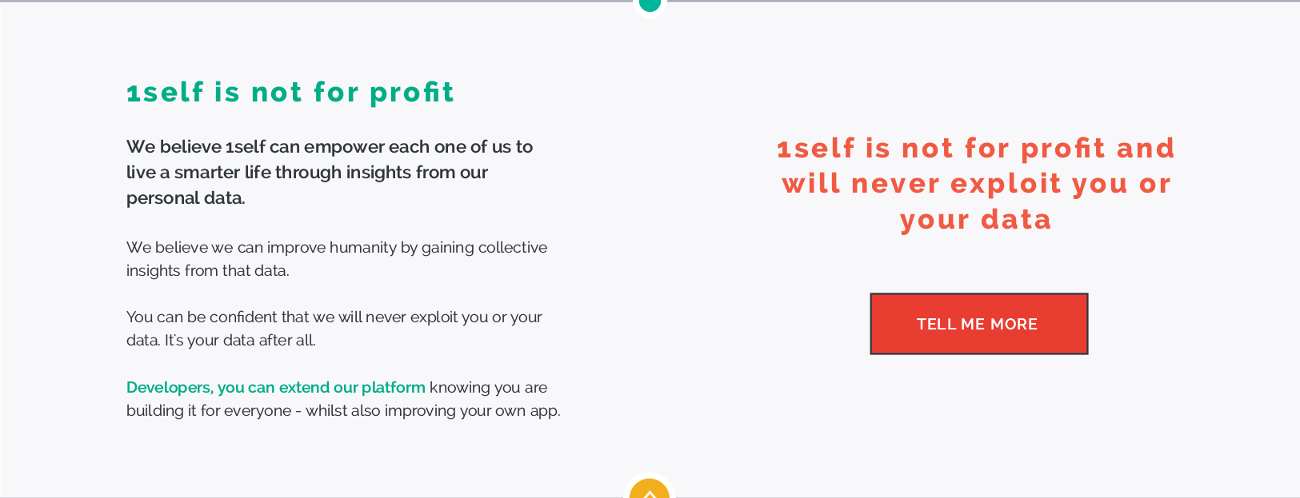 1self is not for profit
We believe 1self can empower each one of us to
live a smarter life through insights from our
personal data.
We believe we can improve humanity by gaining collective
insights from that data.
You can be confident that we will never exploit you or your
data. It's your data after all.
Developers, you can extend our platform knowing you are
building it for everyone - whilst also improving your own app.
1self is not for profit and
will never exploit you or
your data
TELL ME MORE